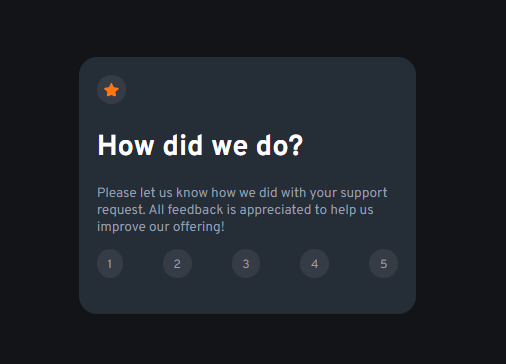 How did we do?
Please let us know how we did with your support
request. All feedback is appreciated to help us
improve our offering!
1 2 3 4 5